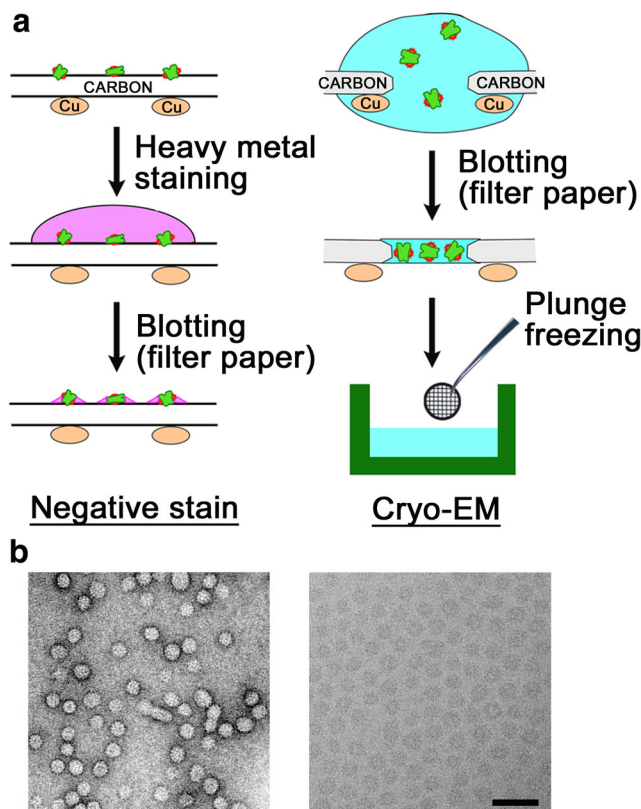 a
CARBON
Cu
Cu
Heavy metal
staining
Blotting
(filter paper)
Negative stain
CARBON
CARBON
Cu
Cu
Blotting
(filter paper)
Plunge
freezing
Cryo-EM
b